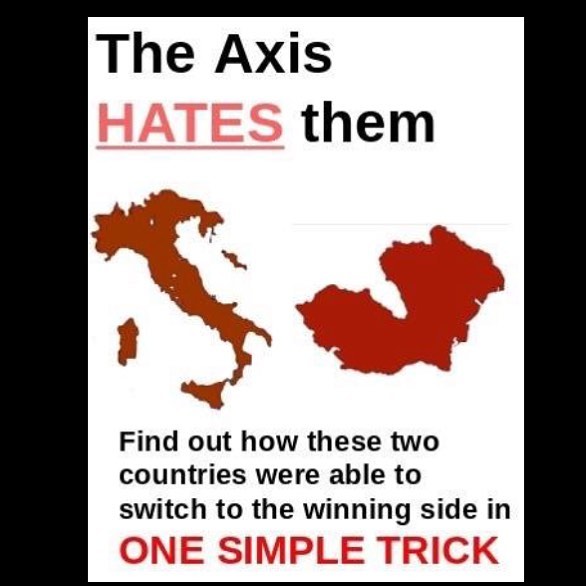 The Axis
HATES them
Find out how these two
countries were able to
switch to the winning side in
ONE SIMPLE TRICK